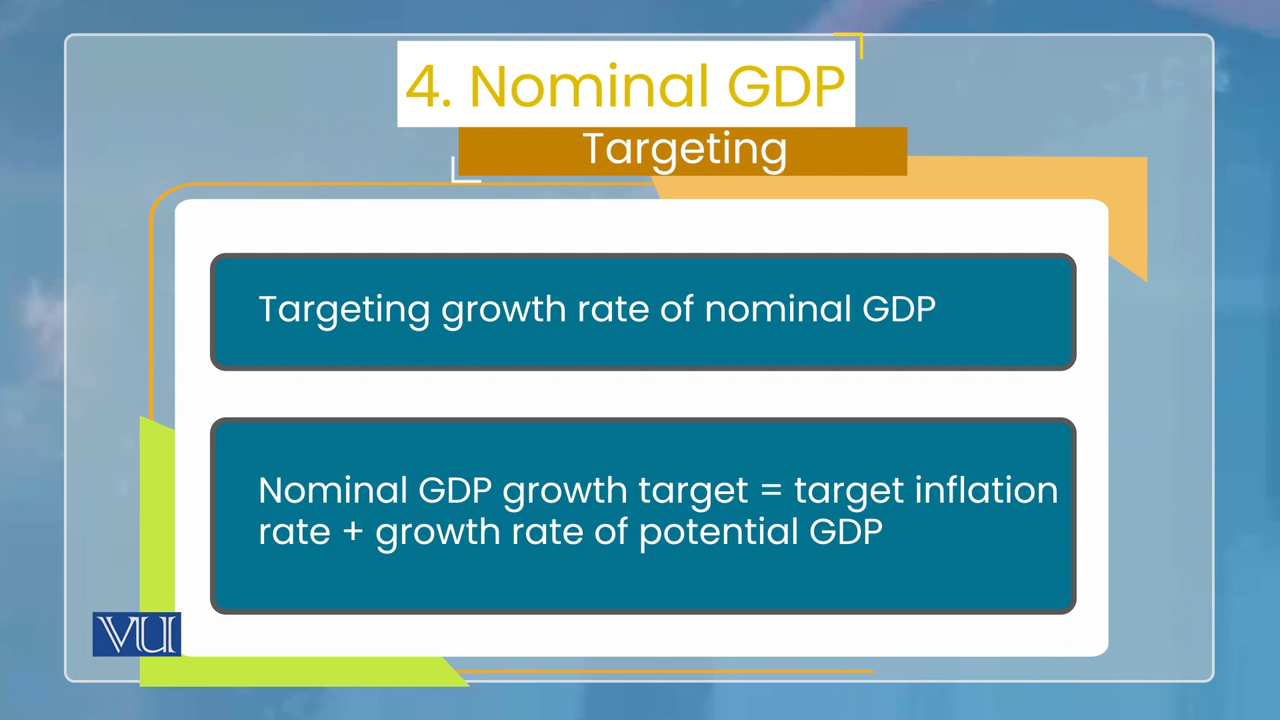 4. Nominal GDP
Targeting
Targeting growth rate of nominal GDP
Nominal GDP growth target = target inflation
rate + growth rate of potential GDP
VU